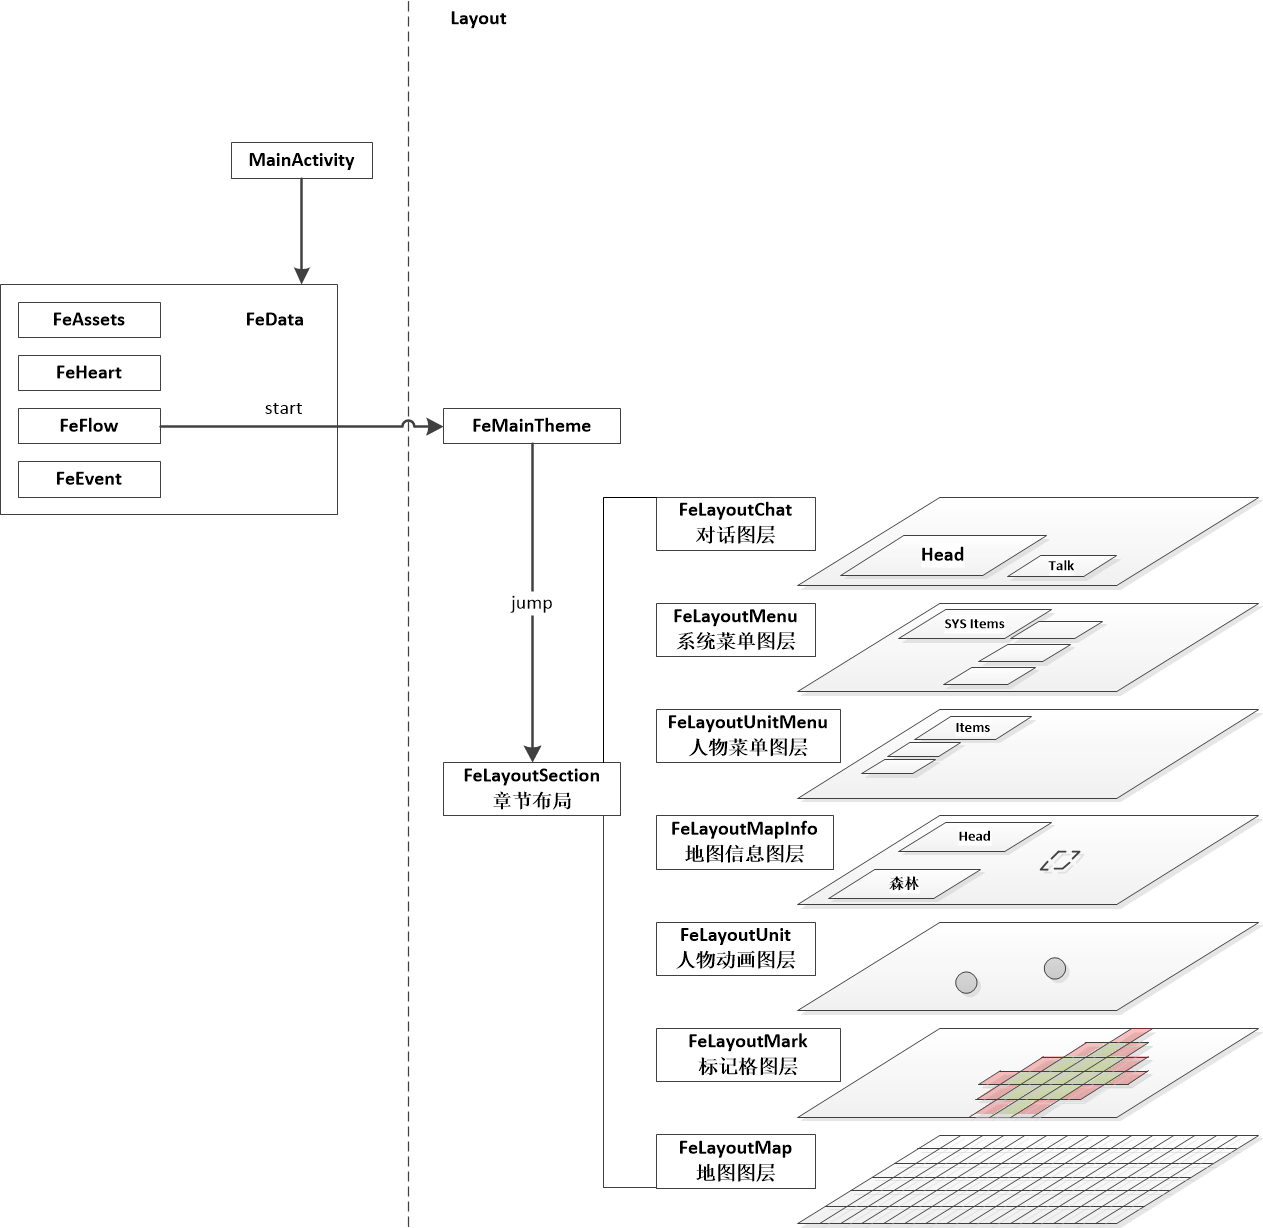 Layout
MainActivity
FeData
FeAssets
FeHeart
FeFlow
FeEvent
start
FeMainTheme
jump
FeLayoutSection
章节布局
FeLayoutChat
对话图层
Head
Talk
FeLayoutMenu
系统菜单图层
SYS Items
FeLayoutUnitMenu
人物菜单图层
Items
FeLayoutMapInfo
地图信息图层
Head
森林
FeLayoutUnit
人物动画图层
FeLayoutMark
标记格图层
FeLayoutMap
地图图层